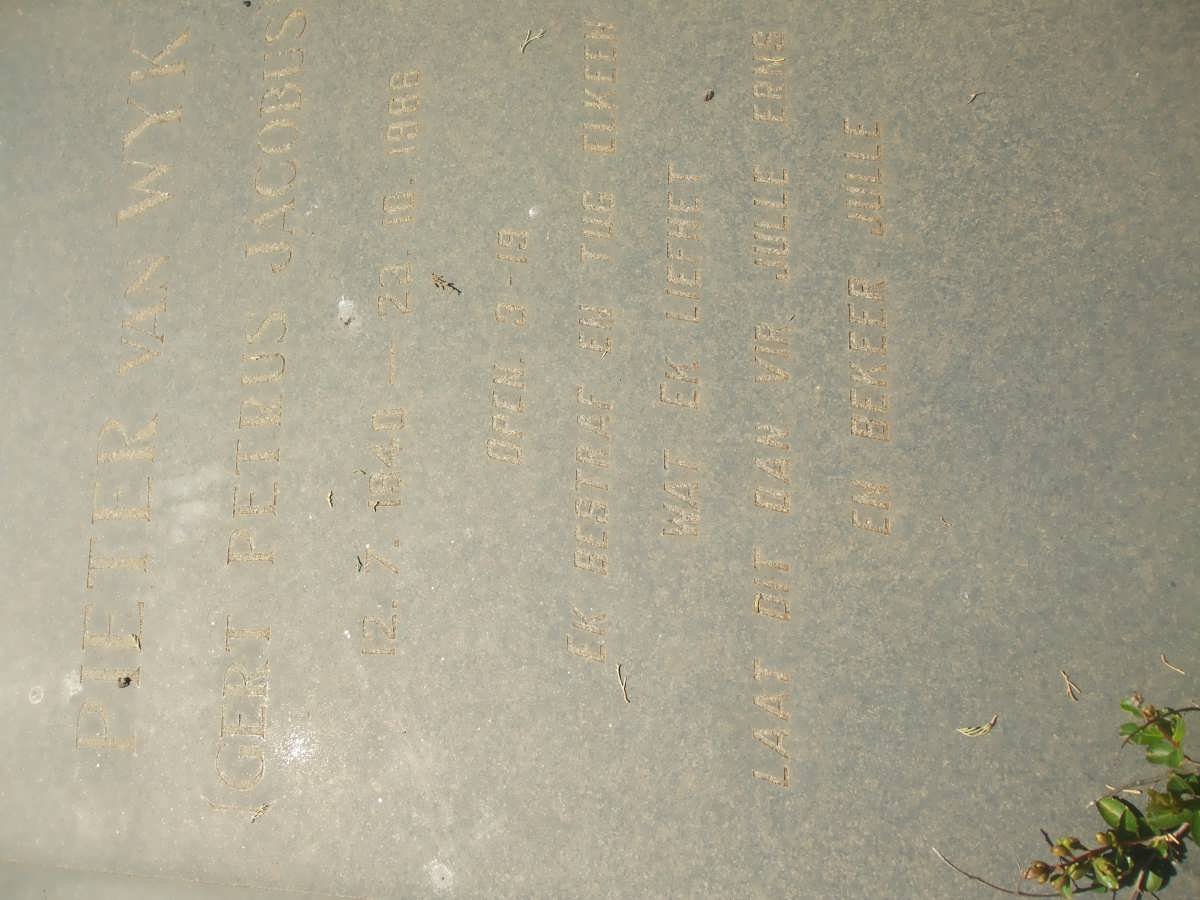 PIETER VAN WYK
(GERT PETRUS JACOBUS
12. 7. 1940 — 23. 10. 1988
OPEN. 3-19
EK BESTRAF EN TUG ELKEEN
WAT EK LIEFHET
LAAT DIT DAN VIR JULLE ERNS
EN BEKEER JULLE